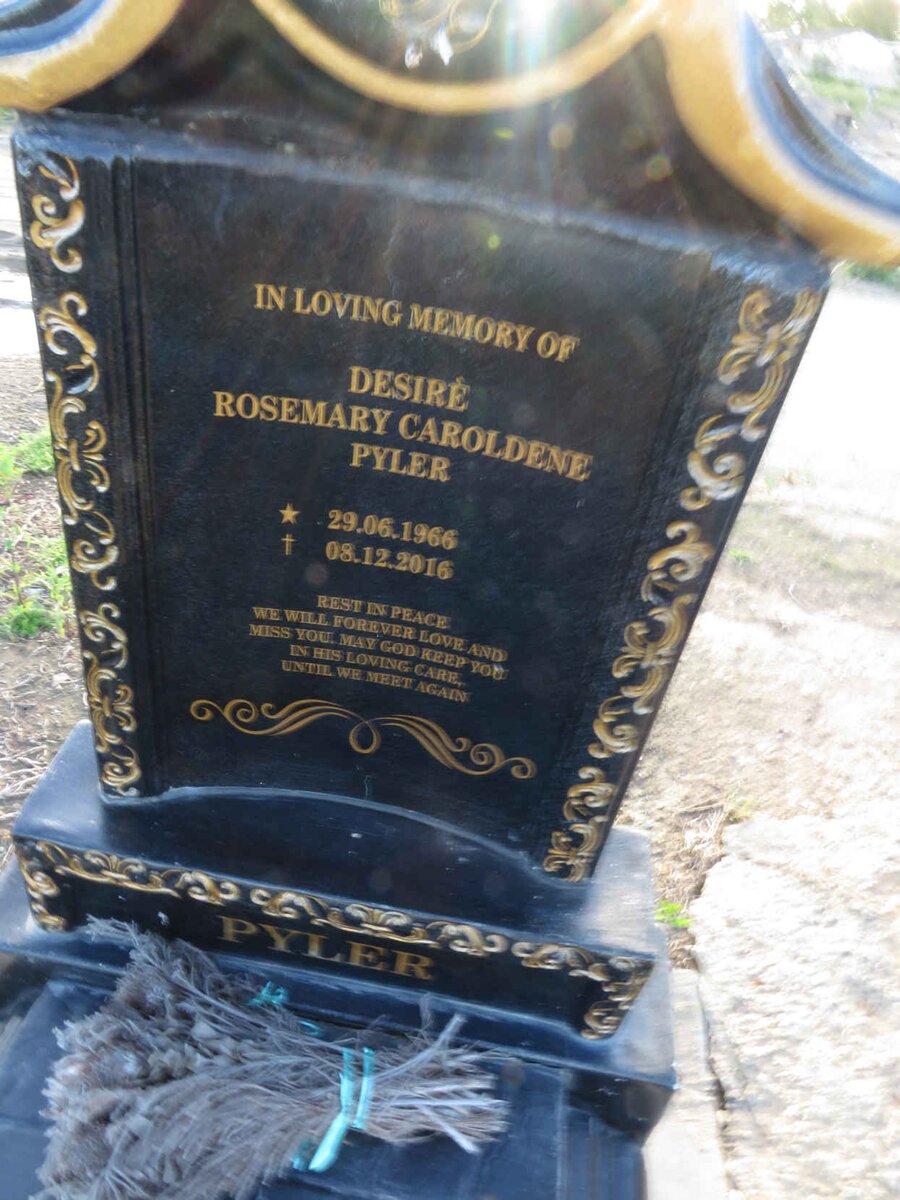 IN LOVING MEMORY OF
DESIRÈ
ROSEMARY CAROLDENE
PYLER
★ 29.06.1966
† 08.12.2016
REST IN PEACE
WE WILL FOREVER LOVE AND
MISS YOU. MAY GOD KEEP YOU
IN HIS LOVING CARE,
UNTIL WE MEET AGAIN
PYLER